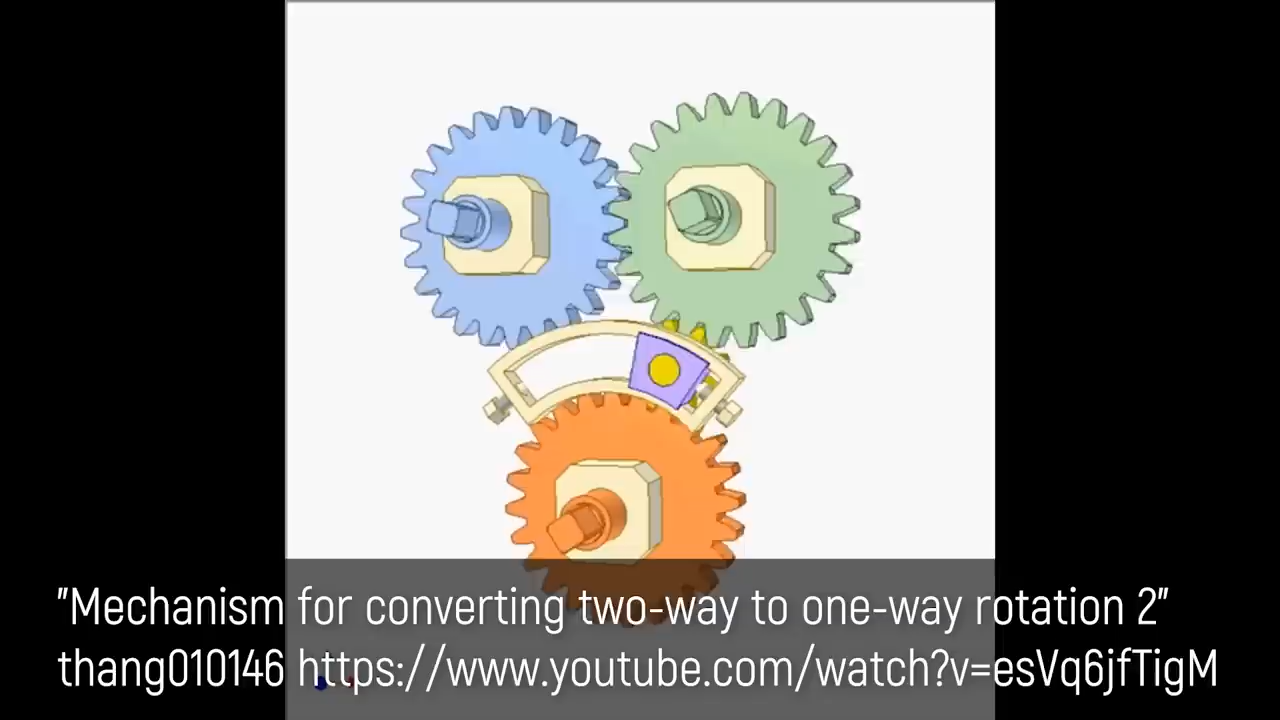 "Mechanism for converting two-way to one-way rotation 2"
thang010146 https://www.youtube.com/watch?v=esVq6jfTigM